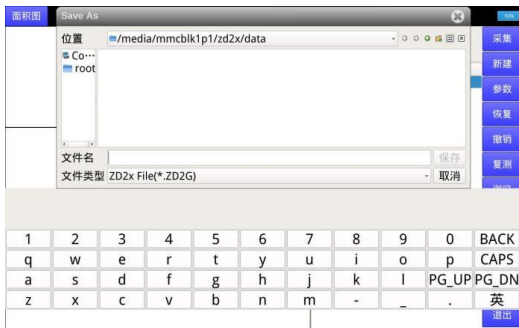 面积图
Save As
53%
位置
/media/mmcblk1p1/zd2x/data
采集
Co…
root
新建
参数
恢复
撤销
文件名
保存
复测
文件类型 ZD2x File(*.ZD2G)
取消
1 2 3 4 5 6 7 8 9 0 BACK
q w e r t y u i o p CAPS
a s d f g h j k l PG_UP PG_DN
z x c v b n m - _ . 英
退出